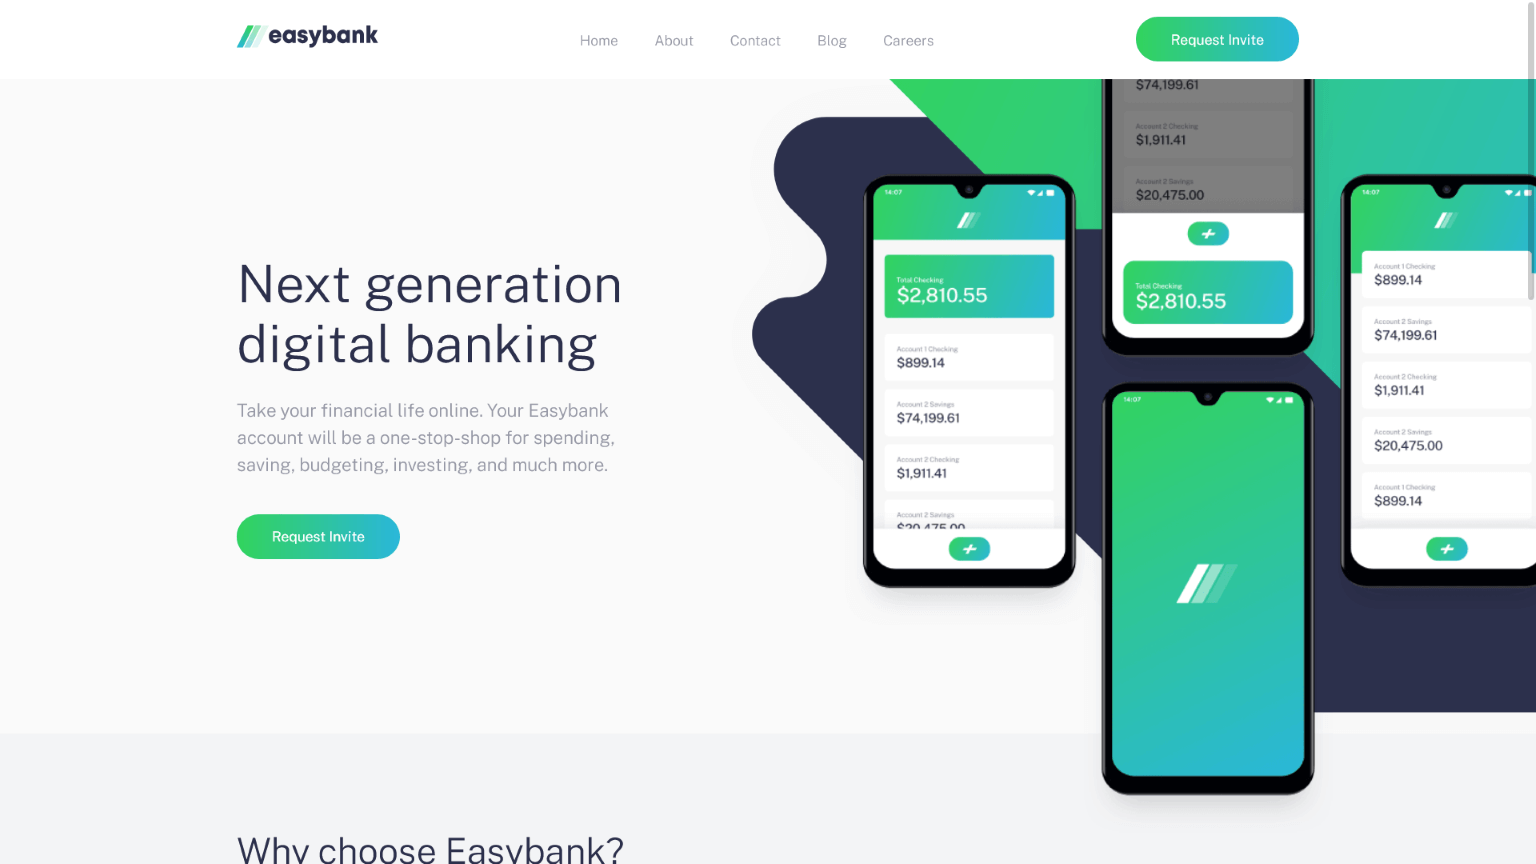 easybank
Home
About
Contact
Blog
Careers
Request Invite
Next generation
digital banking
Take your financial life online. Your Easybank
account will be a one-stop-shop for spending,
saving, budgeting, investing, and much more.
Request Invite
14:07
Total Checking
$2,810.55
Account 1 Checking
$899.14
Account 2 Savings
$74,199.61
Account 2 Checking
$1,911.41
Account 2 Savings
$20,475.00
$74,199.61
Account 2 Checking
$1,911.41
Account 2 Savings
$20,475.00
Total Checking
$2,810.55
14:07
14:07
Account 1 Checking
$899.14
Account 2 Savings
$74,199.61
Account 2 Checking
$1,911.41
Account 2 Savings
$20,475.00
Account 1 Checking
$899.14
Why choose Easybank?